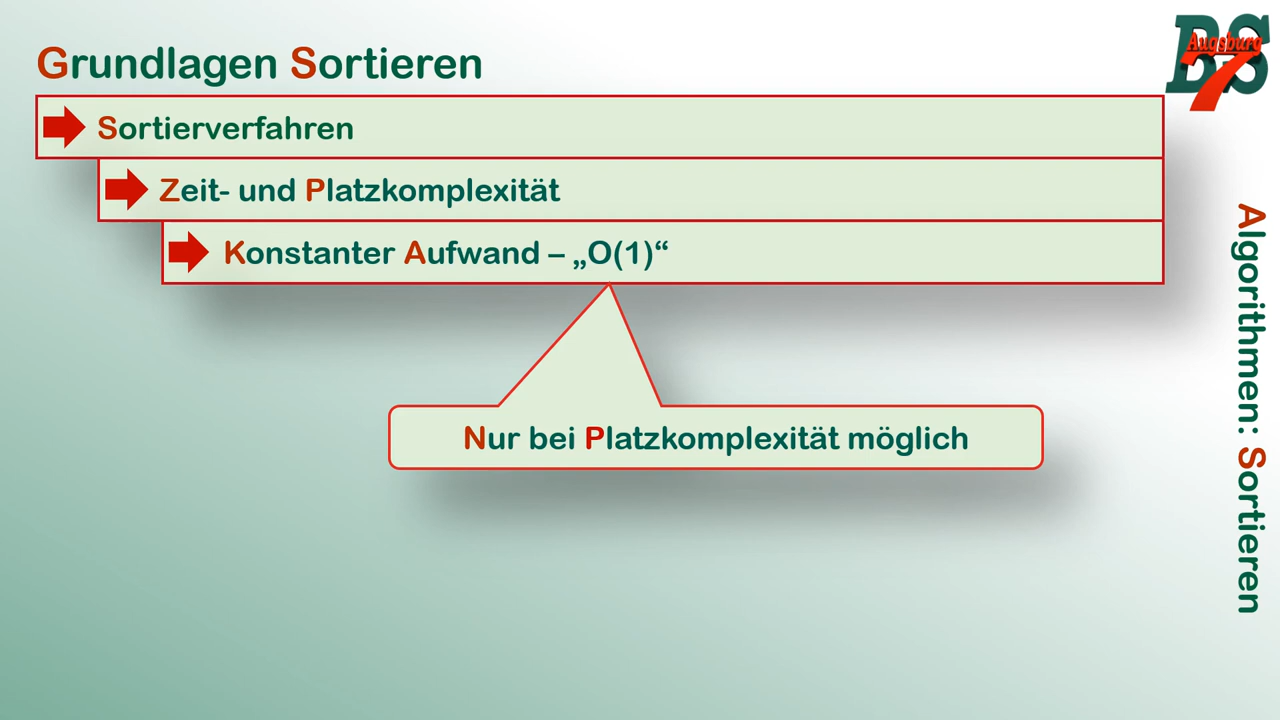 Grundlagen Sortieren
Sortierverfahren
Zeit- und Platzkomplexität
Konstanter Aufwand – „O(1)“
Nur bei Platzkomplexität möglich
Algorithmen: Sortieren
BS
Augsburg
7